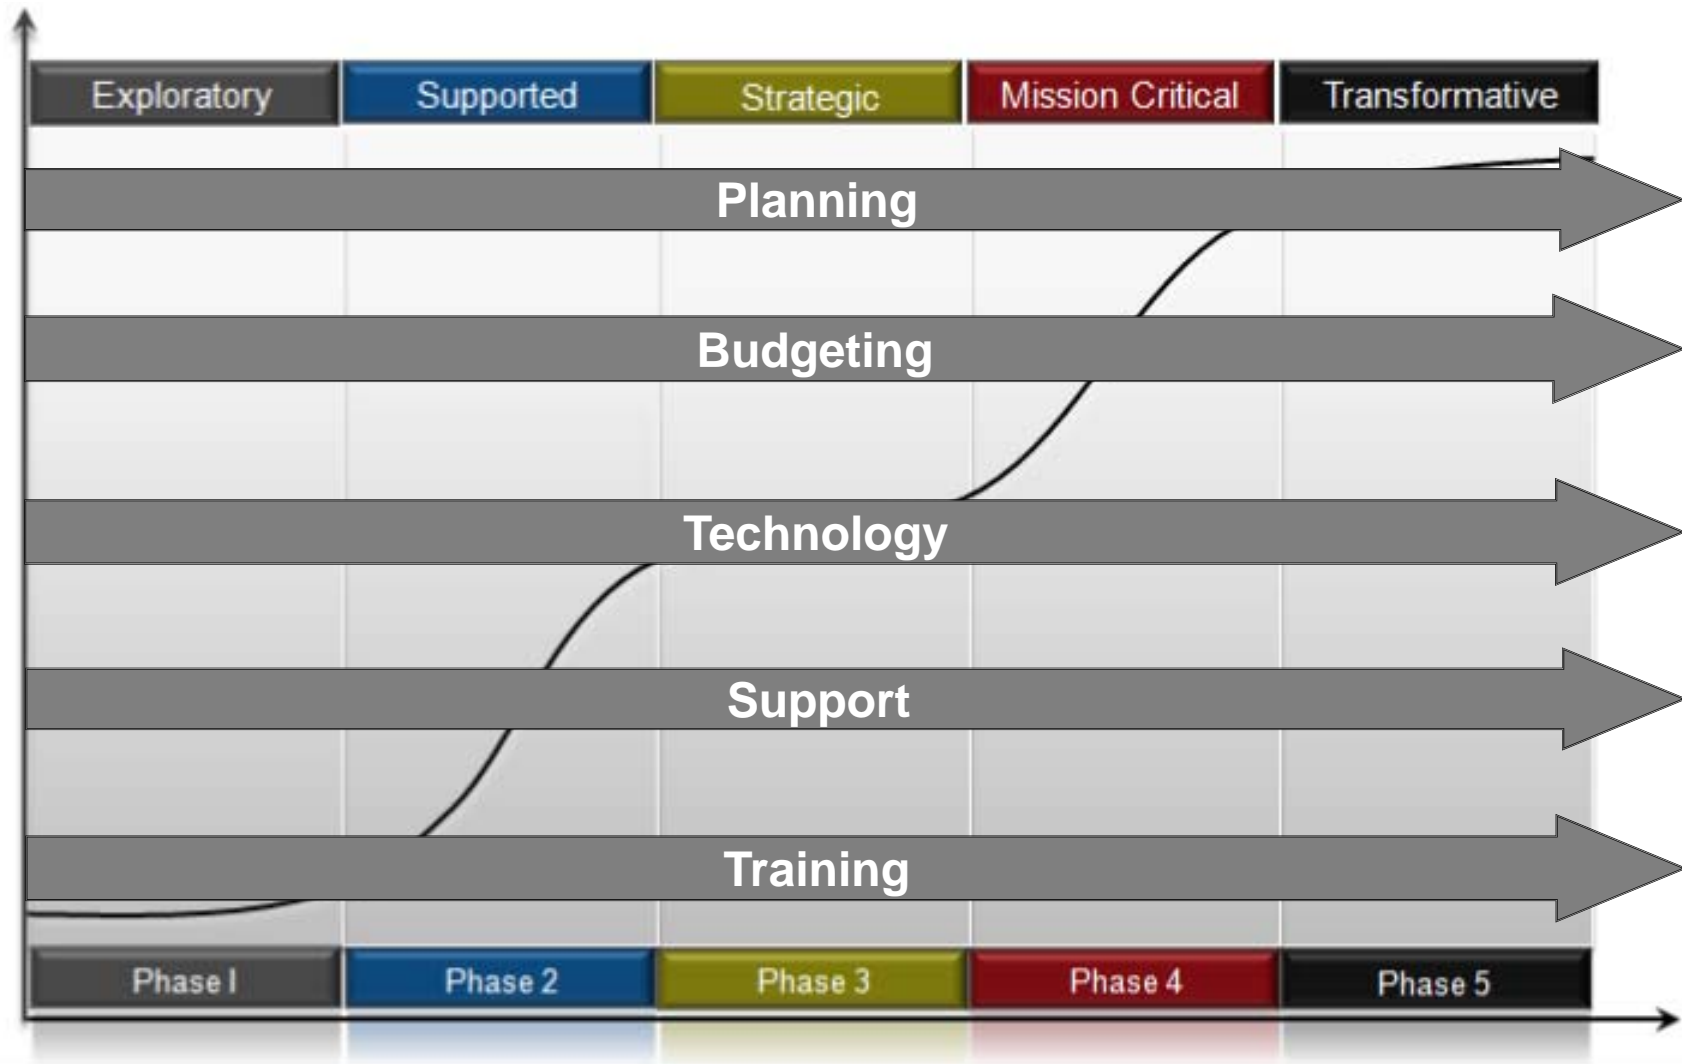 Exploratory
Supported
Strategic
Mission Critical
Transformative
Planning
Budgeting
Technology
Support
Training
Phase I
Phase 2
Phase 3
Phase 4
Phase 5